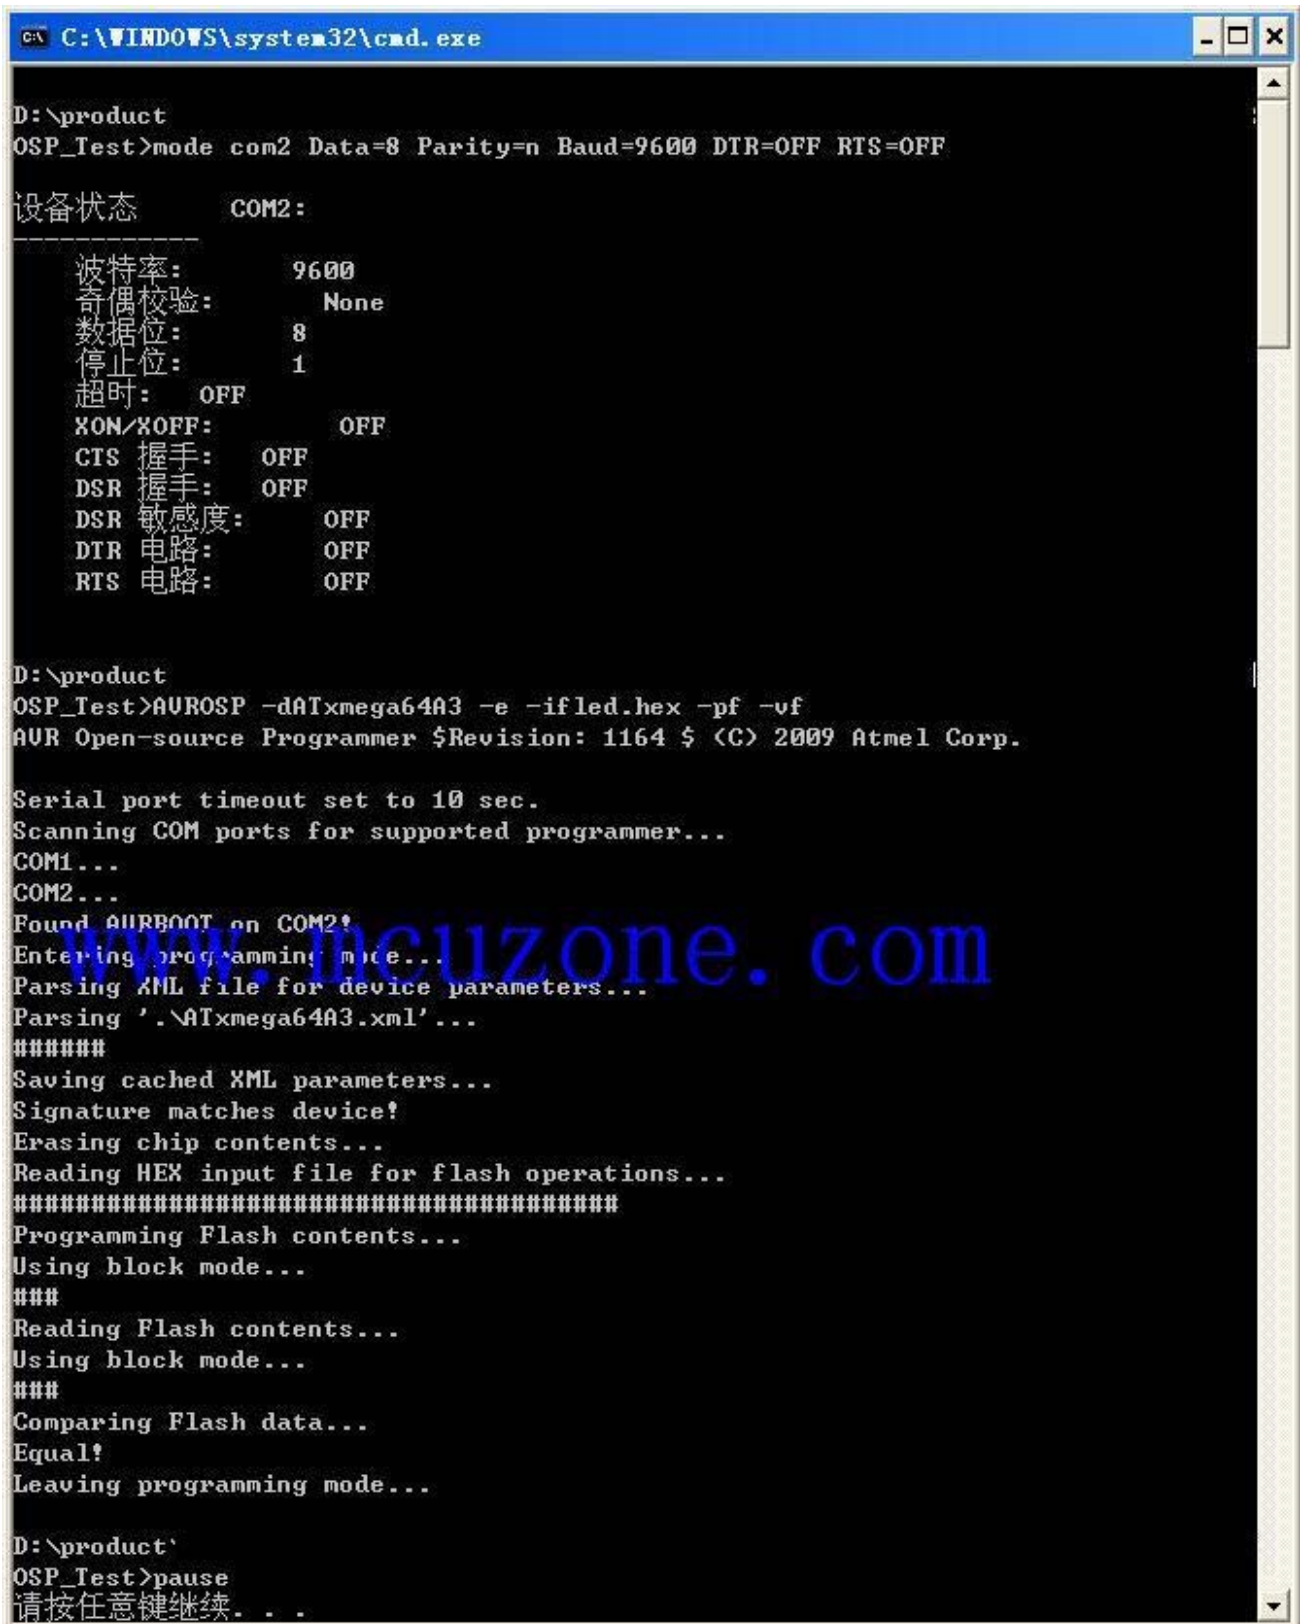 C:\WINDOWS\system32\cmd.exe
D:\product
OSP_Test>mode com2 Data=8 Parity=n Baud=9600 DTR=OFF RTS=OFF
设备状态 COM2:
------------
波特率: 9600
奇偶校验: None
数据位: 8
停止位: 1
超时: OFF
XON/XOFF: OFF
CTS 握手: OFF
DSR 握手: OFF
DSR 敏感度: OFF
DTR 电路: OFF
RTS 电路: OFF
D:\product
OSP_Test>AVROSP -dATxmega64A3 -e -ifled.hex -pf -vf
AVR Open-source Programmer $Revision: 1164 $ (C) 2009 Atmel Corp.
Serial port timeout set to 10 sec.
Scanning COM ports for supported programmer...
COM1...
COM2...
Found AVRBOOT on COM2!
Entering programming mode...
www.mcuzone.com
Parsing XML file for device parameters...
Parsing '.\ATxmega64A3.xml'...
######
Saving cached XML parameters...
Signature matches device!
Erasing chip contents...
Reading HEX input file for flash operations...
#######################################
Programming Flash contents...
Using block mode...
###
Reading Flash contents...
Using block mode...
###
Comparing Flash data...
Equal!
Leaving programming mode...
D:\product`
OSP_Test>pause
请按任意键继续. . .